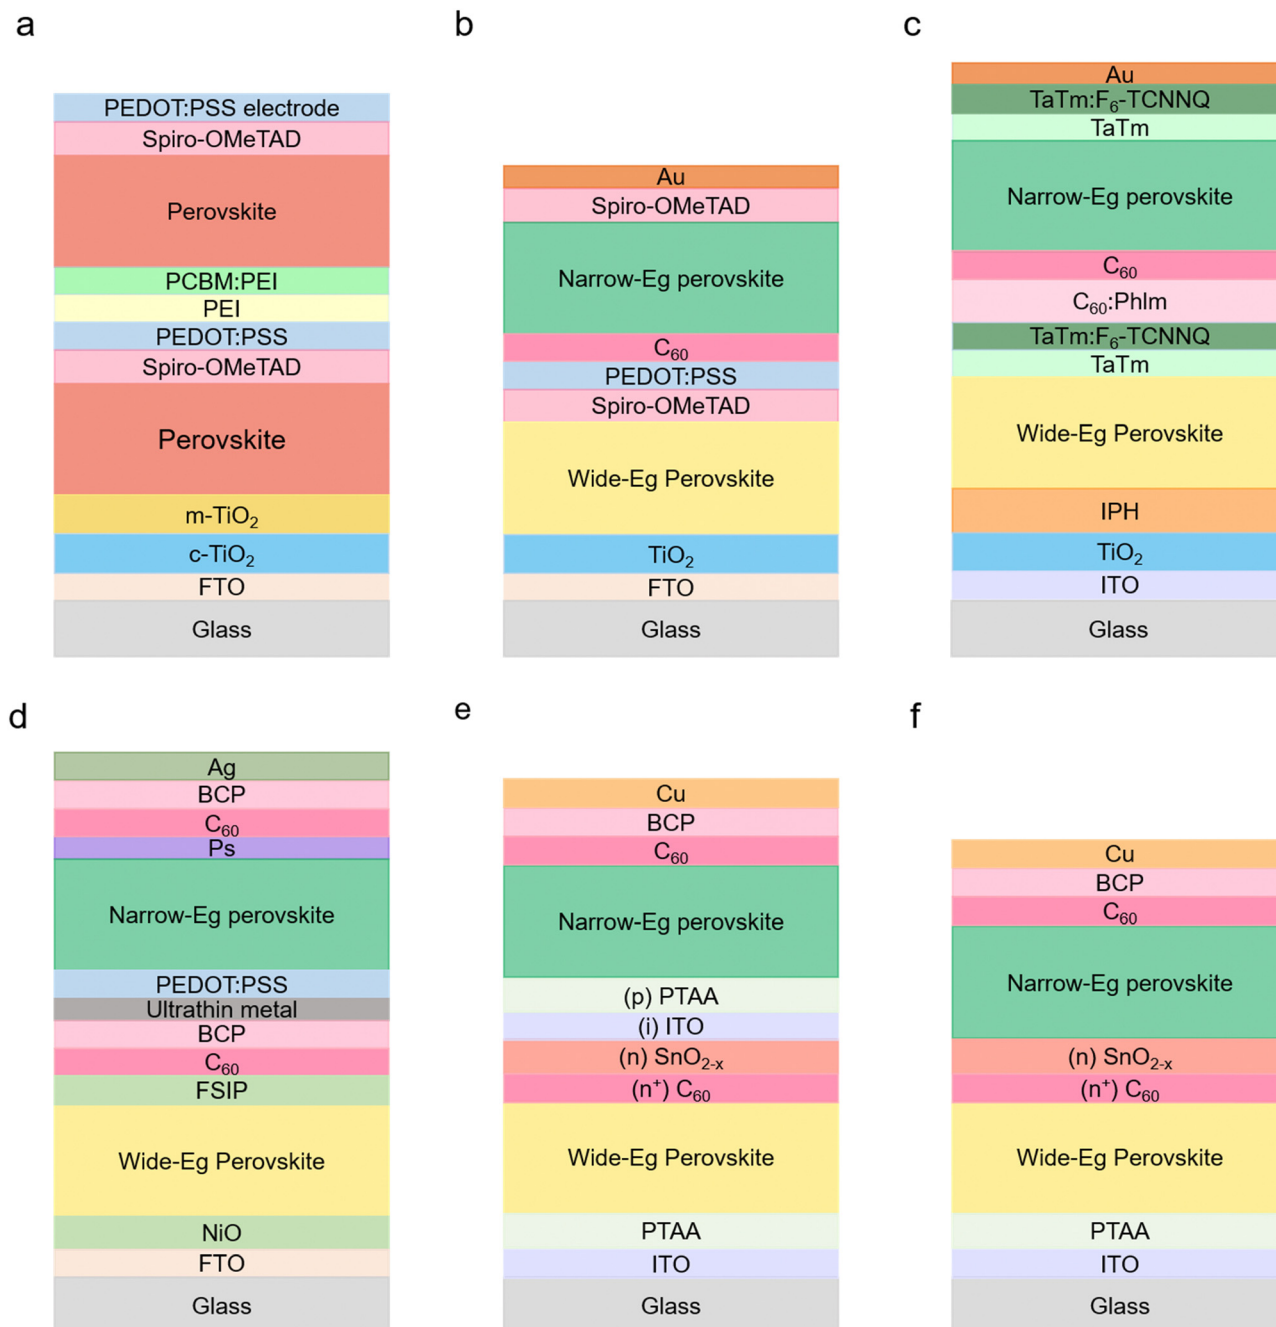 a
PEDOT:PSS electrode
Spiro-OMeTAD
Perovskite
PCBM:PEI
PEI
PEDOT:PSS
Spiro-OMeTAD
Perovskite
m-TiO₂
c-TiO₂
FTO
Glass
b
Au
Spiro-OMeTAD
Narrow-Eg perovskite
C₆₀
PEDOT:PSS
Spiro-OMeTAD
Wide-Eg Perovskite
TiO₂
FTO
Glass
c
Au
TaTm:F₆-TCNNQ
TaTm
Narrow-Eg perovskite
C₆₀
C₆₀:Phlm
TaTm:F₆-TCNNQ
TaTm
Wide-Eg Perovskite
IPH
TiO₂
ITO
Glass
d
Ag
BCP
C₆₀
Ps
Narrow-Eg perovskite
PEDOT:PSS
Ultrathin metal
BCP
C₆₀
FSIP
Wide-Eg Perovskite
NiO
FTO
Glass
e
Cu
BCP
C₆₀
Narrow-Eg perovskite
(p) PTAA
(i) ITO
(n) SnO₂₋ₓ
(n⁺) C₆₀
Wide-Eg Perovskite
PTAA
ITO
Glass
f
Cu
BCP
C₆₀
Narrow-Eg perovskite
(n) SnO₂₋ₓ
(n⁺) C₆₀
Wide-Eg Perovskite
PTAA
ITO
Glass